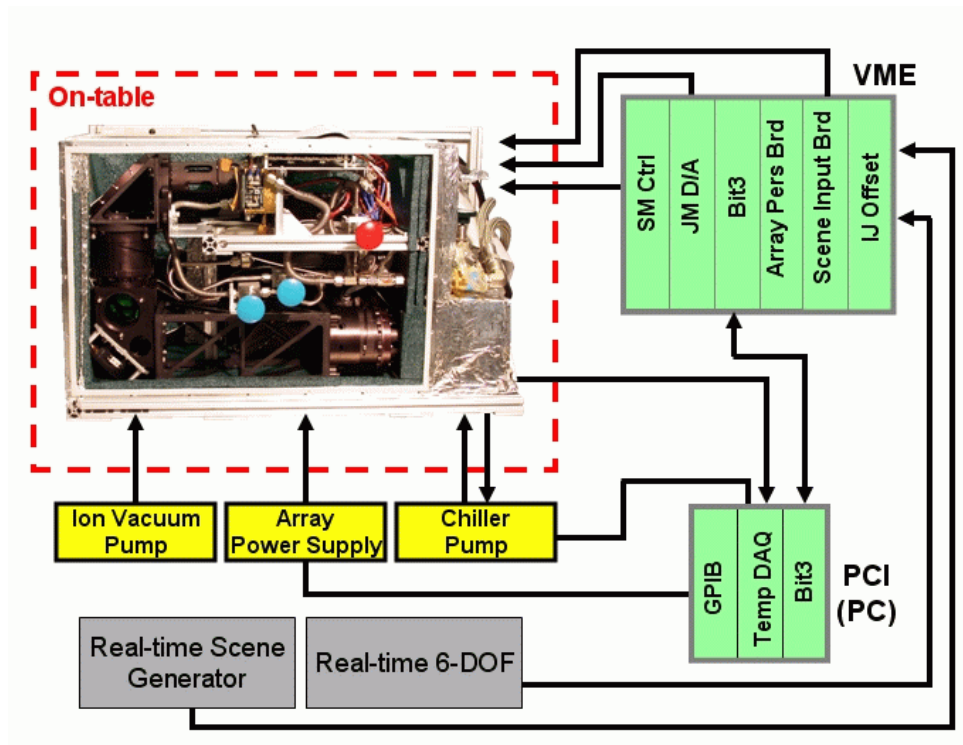 On-table
VME
SM Ctrl
JM D/A
Bit3
Array Pers Brd
Scene Input Brd
IJ Offset
Ion Vacuum
Pump
Array
Power Supply
Chiller
Pump
GPIB
Temp DAQ
Bit3
PCI
(PC)
Real-time Scene
Generator
Real-time 6-DOF